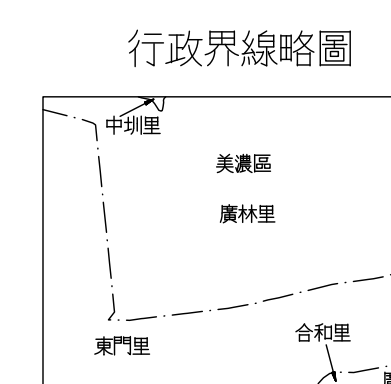 行政界線略圖
中圳里
美濃區
廣林里
合和里
東門里